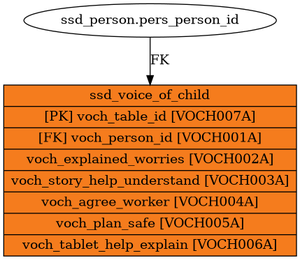 ssd_person.pers_person_id
FK
ssd_voice_of_child
[PK] voch_table_id [VOCH007A]
[FK] voch_person_id [VOCH001A]
voch_explained_worries [VOCH002A]
voch_story_help_understand [VOCH003A]
voch_agree_worker [VOCH004A]
voch_plan_safe [VOCH005A]
voch_tablet_help_explain [VOCH006A]